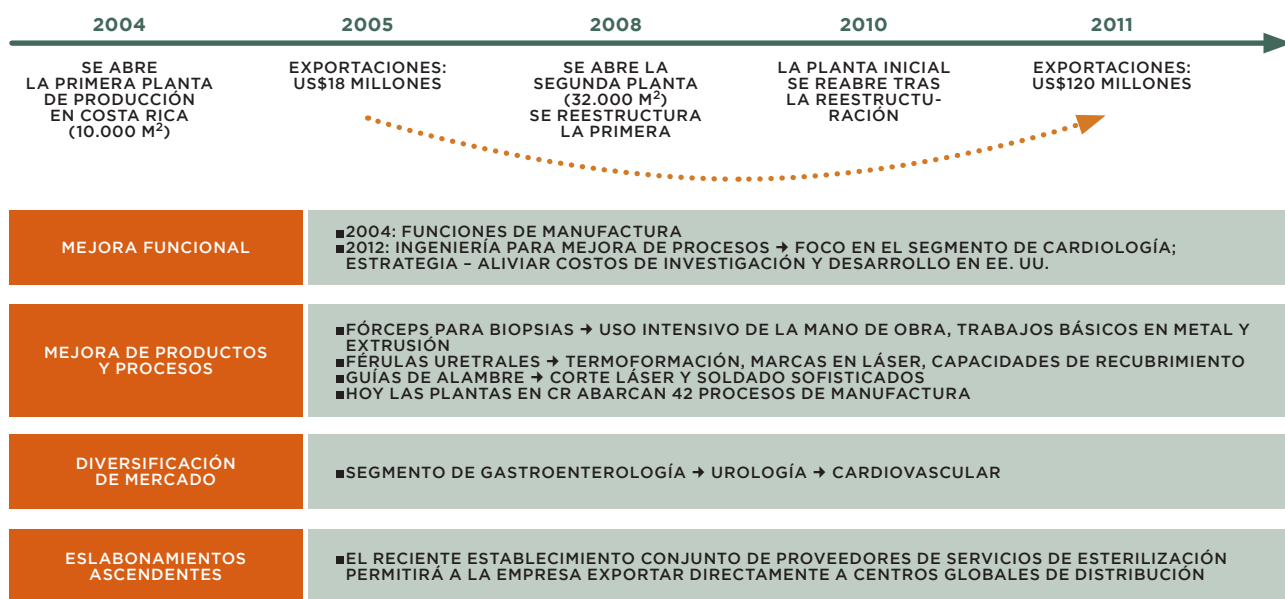 2004
2005
2008
2010
2011
SE ABRE
LA PRIMERA PLANTA
DE PRODUCCIÓN
EN COSTA RICA
(10.000 M²)
EXPORTACIONES:
US$18 MILLONES
SE ABRE LA
SEGUNDA PLANTA
(32.000 M²)
SE REESTRUCTURA
LA PRIMERA
LA PLANTA INICIAL
SE REABRE TRAS
LA REESTRUCTU-
RACIÓN
EXPORTACIONES:
US$120 MILLONES
MEJORA FUNCIONAL
■2004: FUNCIONES DE MANUFACTURA
■2012: INGENIERÍA PARA MEJORA DE PROCESOS → FOCO EN EL SEGMENTO DE CARDIOLOGÍA;
ESTRATEGIA – ALIVIAR COSTOS DE INVESTIGACIÓN Y DESARROLLO EN EE. UU.
MEJORA DE PRODUCTOS
Y PROCESOS
■FÓRCEPS PARA BIOPSIAS → USO INTENSIVO DE LA MANO DE OBRA, TRABAJOS BÁSICOS EN METAL Y
EXTRUSIÓN
■FÉRULAS URETRALES → TERMOFORMACIÓN, MARCAS EN LÁSER, CAPACIDADES DE RECUBRIMIENTO
■GUÍAS DE ALAMBRE → CORTE LÁSER Y SOLDADO SOFISTICADOS
■HOY LAS PLANTAS EN CR ABARCAN 42 PROCESOS DE MANUFACTURA
DIVERSIFICACIÓN
DE MERCADO
■SEGMENTO DE GASTROENTEROLOGÍA → UROLOGÍA → CARDIOVASCULAR
ESLABONAMIENTOS
ASCENDENTES
■EL RECIENTE ESTABLECIMIENTO CONJUNTO DE PROVEEDORES DE SERVICIOS DE ESTERILIZACIÓN
PERMITIRÁ A LA EMPRESA EXPORTAR DIRECTAMENTE A CENTROS GLOBALES DE DISTRIBUCIÓN